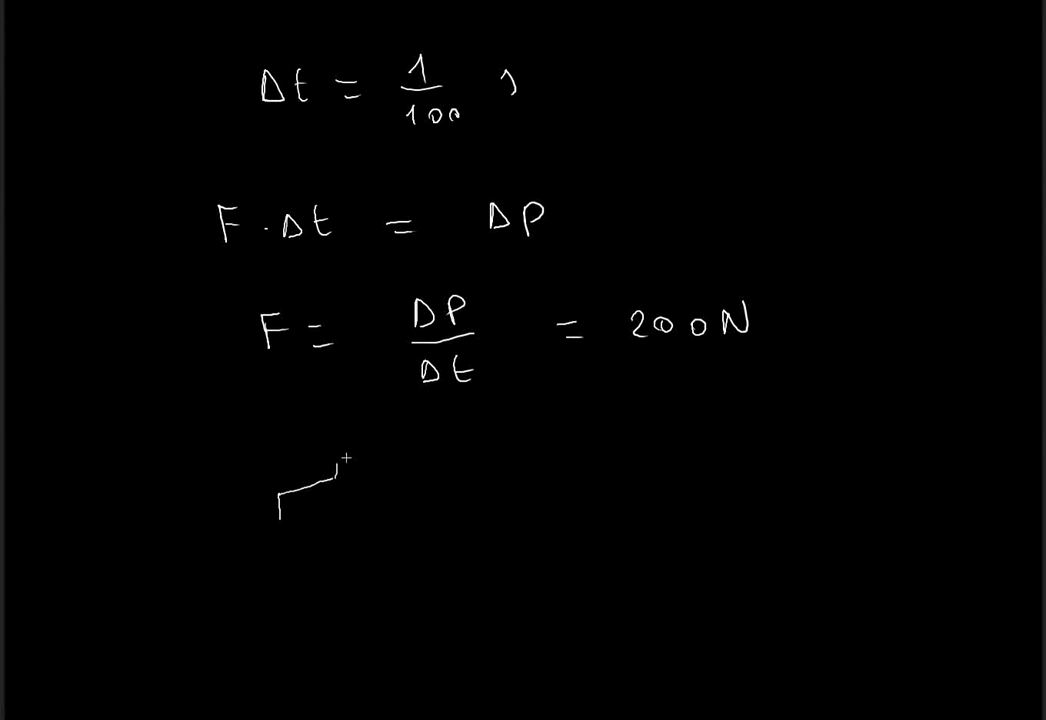 Δt = 1/100 s
F · Δt = ΔP
F = ΔP/Δt = 200N